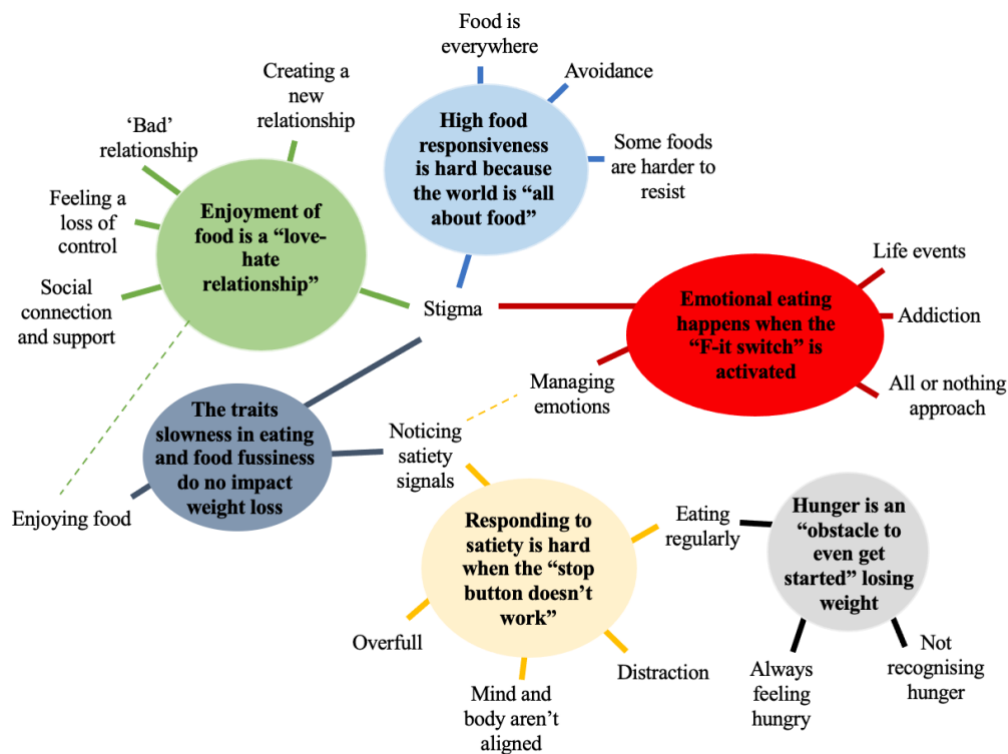 Food is
everywhere
Creating a
new
relationship
Avoidance
‘Bad’
relationship
High food
responsiveness
is hard because
the world is “all
about food”
Some foods
are harder to
resist
Feeling a
loss of
control
Enjoyment of
food is a “love-
hate
relationship”
Social
connection
and support
Stigma
Life events
Emotional eating
happens when the
“F-it switch” is
activated
Addiction
Managing
emotions
All or nothing
approach
The traits
slowness in eating
and food fussiness
do no impact
weight loss
Noticing
satiety
signals
Enjoying food
Responding to
satiety is hard
when the “stop
button doesn’t
work”
Eating
regularly
Hunger is an
“obstacle to
even get
started” losing
weight
Overfull
Mind and
body aren’t
aligned
Distraction
Always
feeling
hungry
Not
recognising
hunger